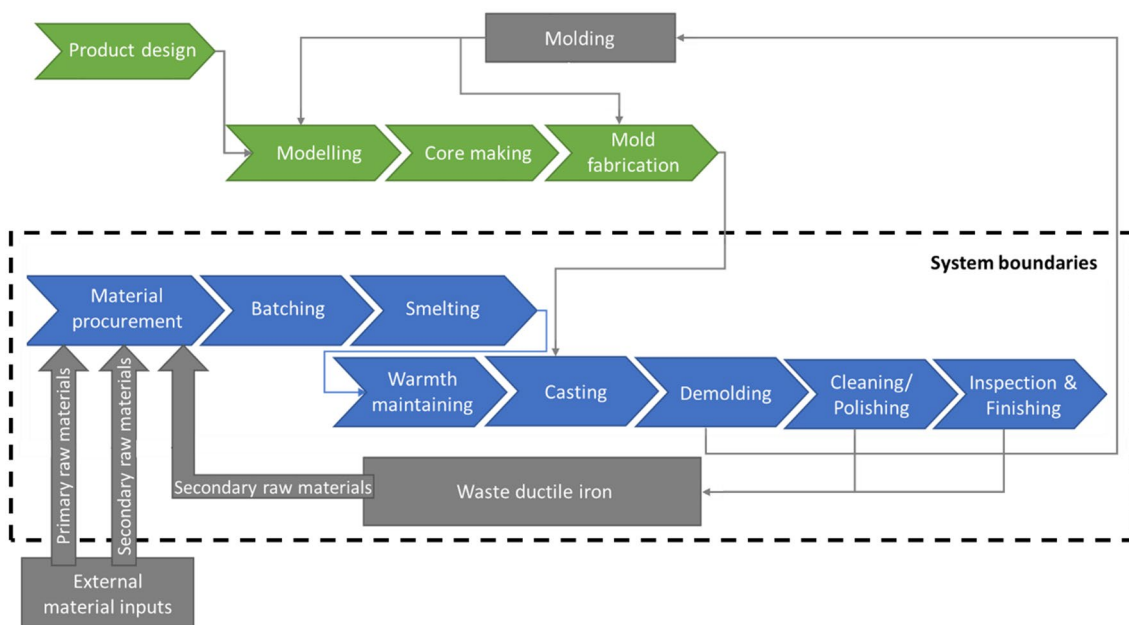 Molding
Product design
Modelling
Core making
Mold
fabrication
System boundaries
Material
procurement
Batching
Smelting
Warmth
maintaining
Casting
Demolding
Cleaning/
Polishing
Inspection &
Finishing
Primary raw materials
Secondary raw materials
Secondary raw materials
Waste ductile iron
External
material inputs